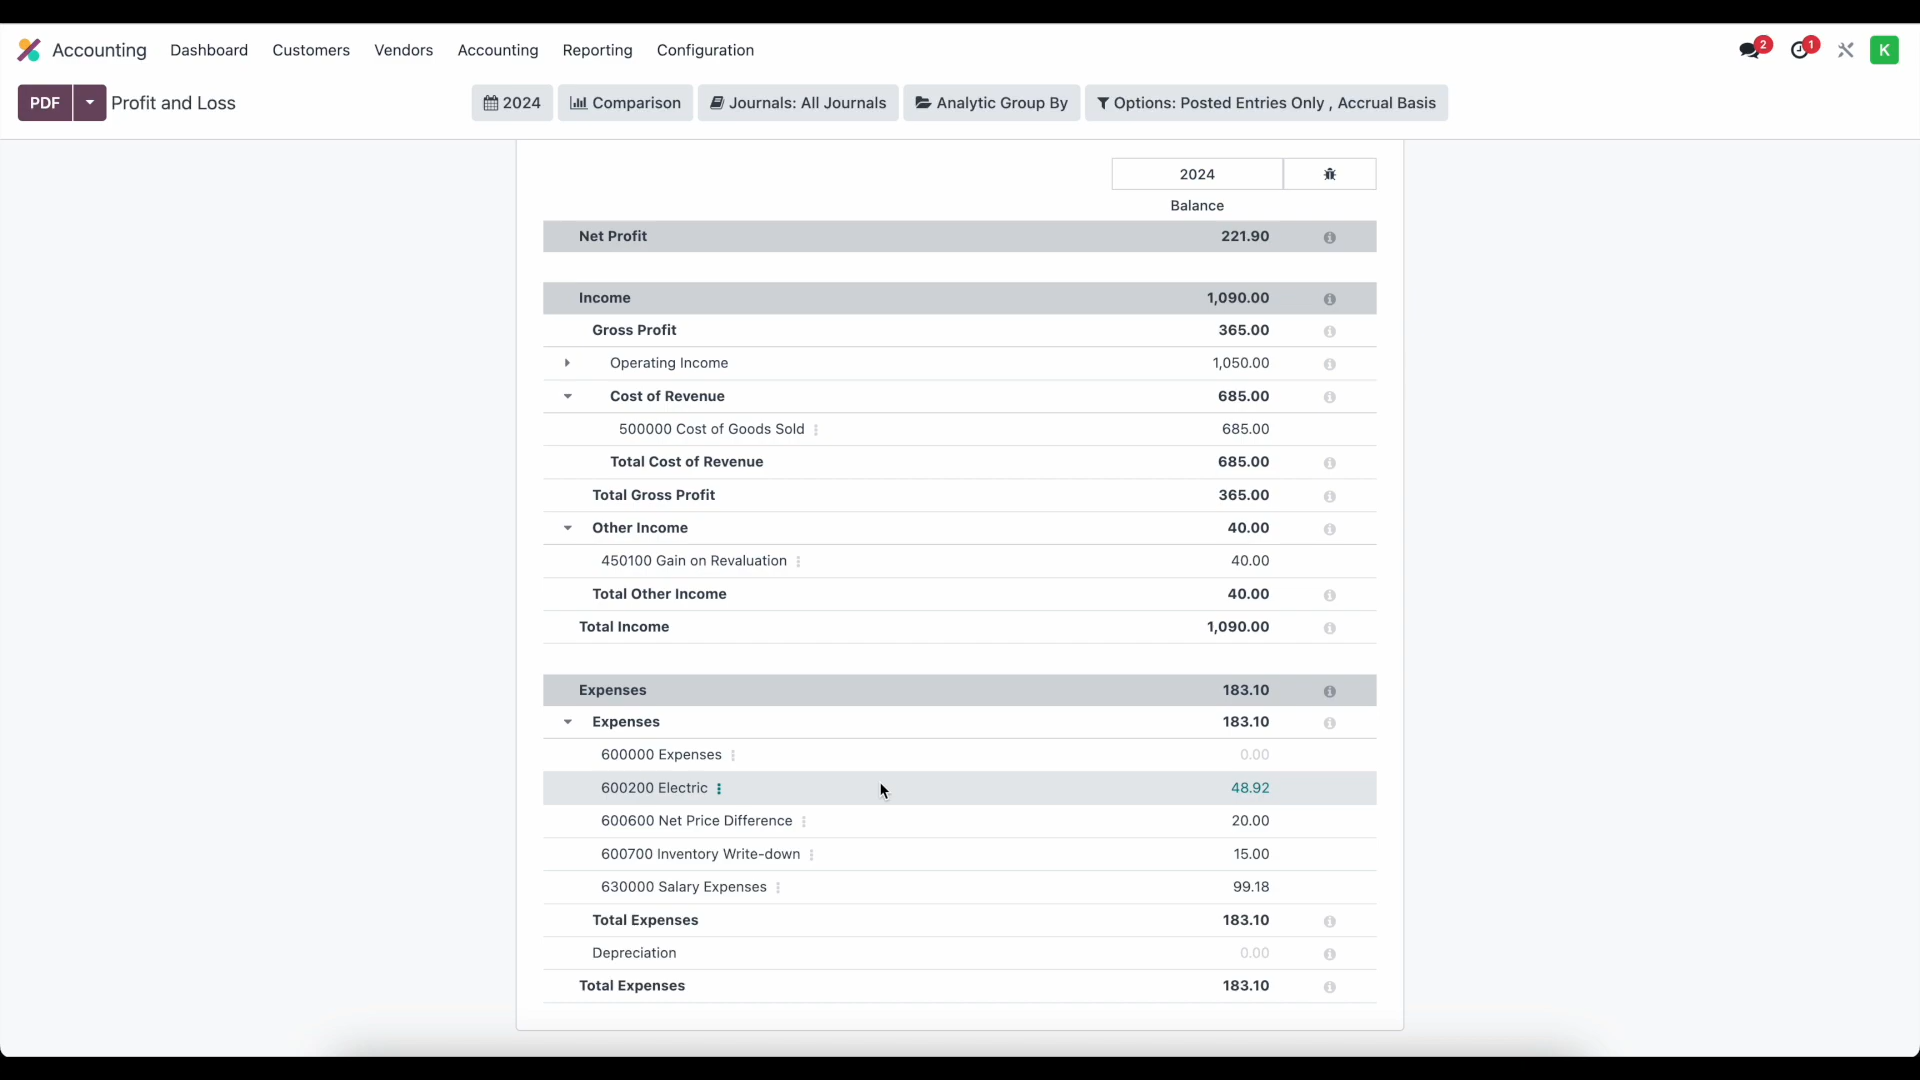 Accounting Dashboard Customers Vendors Accounting Reporting Configuration 2 1 K
PDF Profit and Loss 2024 Comparison Journals: All Journals Analytic Group By Options: Posted Entries Only , Accrual Basis
2024
Balance
Net Profit 221.90
Income 1,090.00
Gross Profit 365.00
Operating Income 1,050.00
Cost of Revenue 685.00
500000 Cost of Goods Sold 685.00
Total Cost of Revenue 685.00
Total Gross Profit 365.00
Other Income 40.00
450100 Gain on Revaluation 40.00
Total Other Income 40.00
Total Income 1,090.00
Expenses 183.10
Expenses 183.10
600000 Expenses 0.00
600200 Electric 48.92
600600 Net Price Difference 20.00
600700 Inventory Write-down 15.00
630000 Salary Expenses 99.18
Total Expenses 183.10
Depreciation 0.00
Total Expenses 183.10